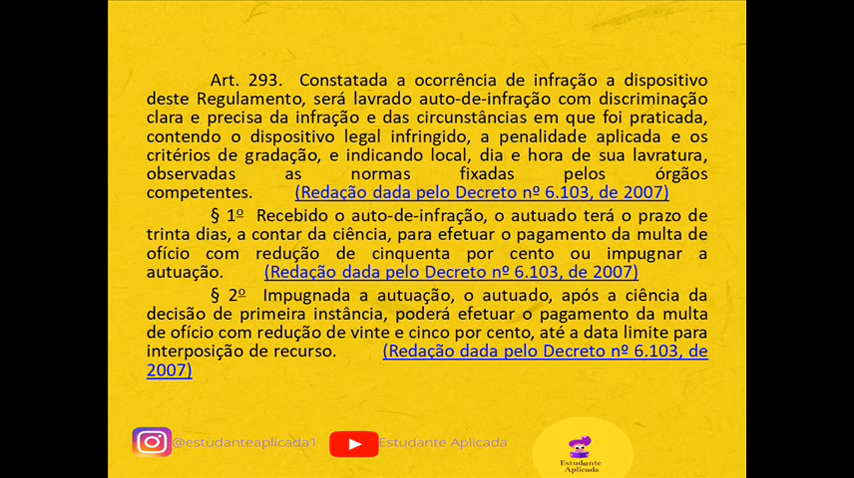 Art. 293. Constatada a ocorrência de infração a dispositivo
deste Regulamento, será lavrado auto-de-infração com discriminação
clara e precisa da infração e das circunstâncias em que foi praticada,
contendo o dispositivo legal infringido, a penalidade aplicada e os
critérios de gradação, e indicando local, dia e hora de sua lavratura,
observadas as normas fixadas pelos órgãos
competentes. (Redação dada pelo Decreto nº 6.103, de 2007)
§ 1º Recebido o auto-de-infração, o autuado terá o prazo de
trinta dias, a contar da ciência, para efetuar o pagamento da multa de
ofício com redução de cinquenta por cento ou impugnar a
autuação. (Redação dada pelo Decreto nº 6.103, de 2007)
§ 2º Impugnada a autuação, o autuado, após a ciência da
decisão de primeira instância, poderá efetuar o pagamento da multa
de ofício com redução de vinte e cinco por cento, até a data limite para
interposição de recurso. (Redação dada pelo Decreto nº 6.103, de
2007)
@estudanteaplicada1 Estudante Aplicada
Estudante
Aplicada